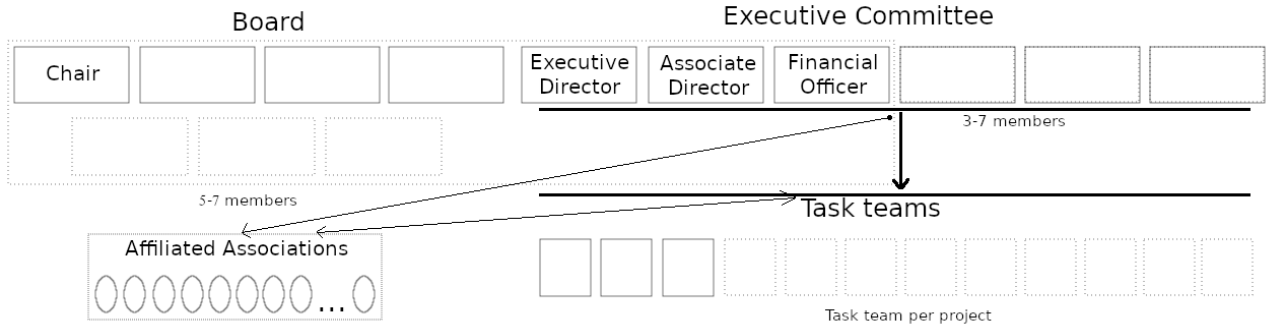 Board
Executive Committee
Chair
Executive
Director
Associate
Director
Financial
Officer
3-7 members
5-7 members
Task teams
Affiliated Associations
...
Task team per project